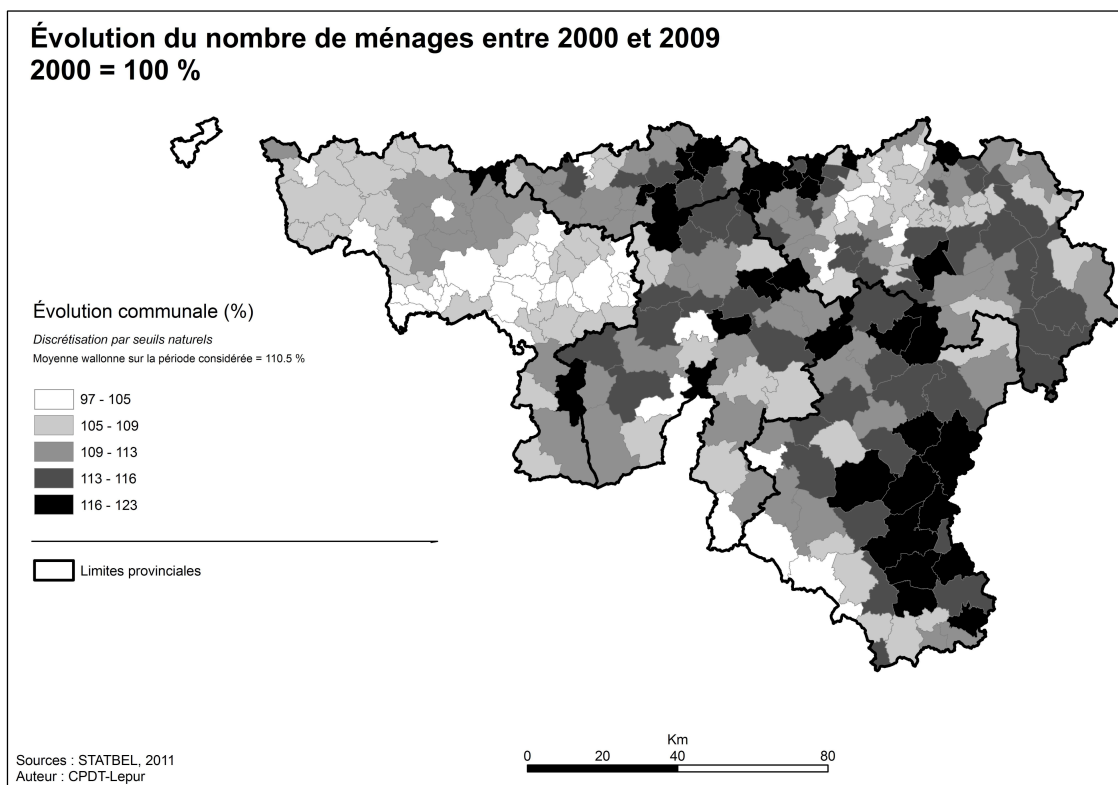 Évolution du nombre de ménages entre 2000 et 2009
2000 = 100 %
Évolution communale (%)
Discrétisation par seuils naturels
Moyenne wallonne sur la période considérée = 110.5 %
97 - 105
105 - 109
109 - 113
113 - 116
116 - 123
Limites provinciales
Km
0 20 40 80
Sources : STATBEL, 2011
Auteur : CPDT-Lepur